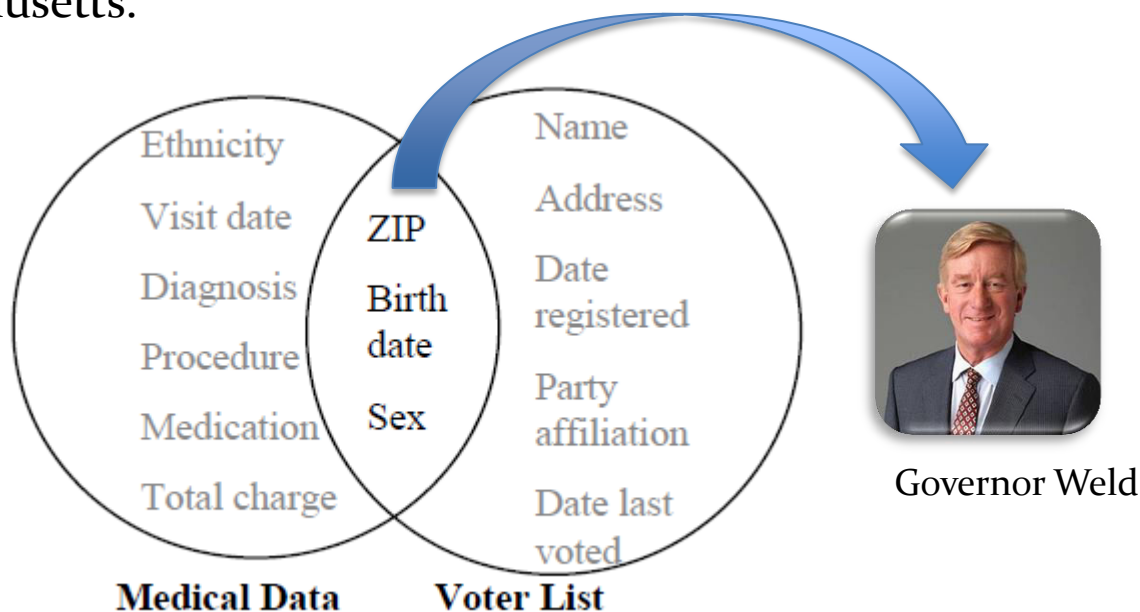 usetts.
Ethnicity
Visit date
Diagnosis
Procedure
Medication
Total charge
ZIP
Birth
date
Sex
Name
Address
Date
registered
Party
affiliation
Date last
voted
Medical Data
Voter List
Governor Weld